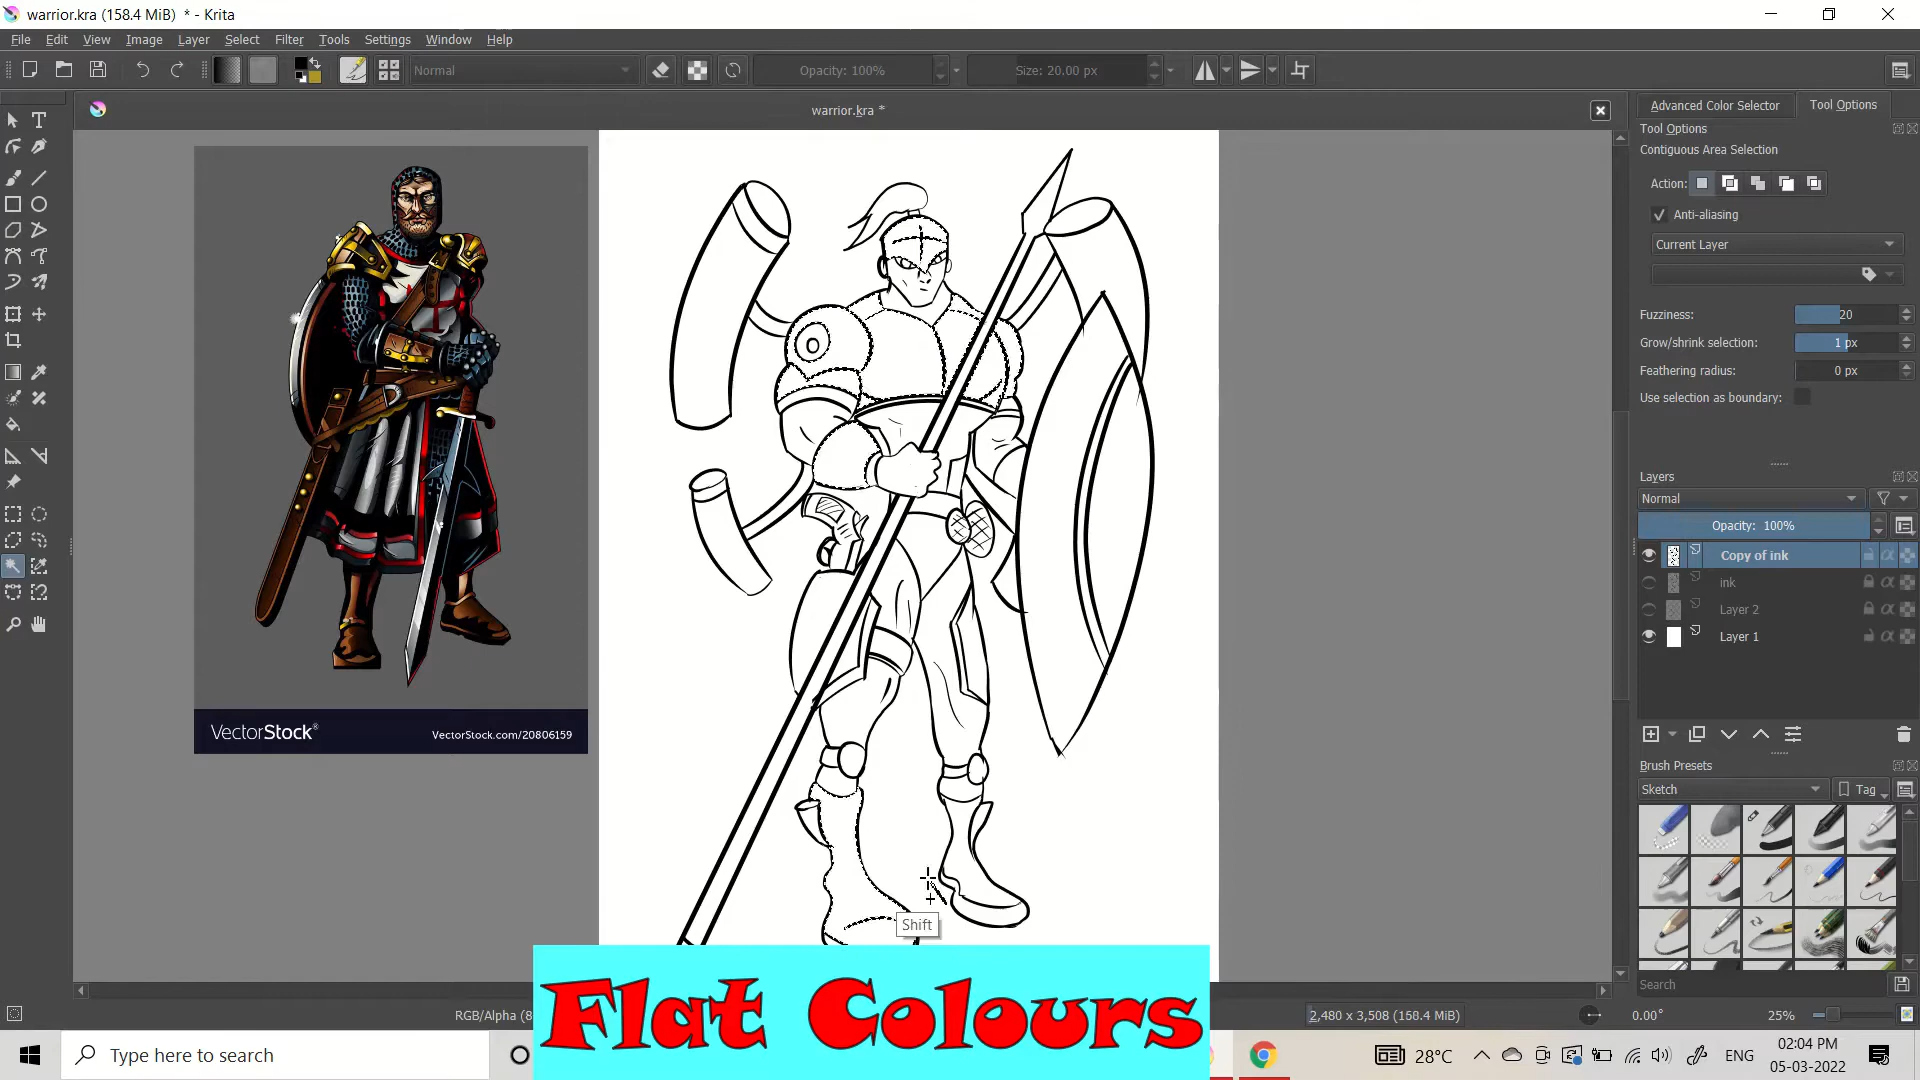 warrior.kra (158.4 MiB) * - Krita
File Edit View Image Layer Select Filter Tools Settings Window Help
Normal
Opacity: 100%
Size: 20.00 px
warrior.kra *
Advanced Color Selector
Tool Options
Tool Options
Contiguous Area Selection
Action:
Anti-aliasing
Current Layer
Fuzziness:
20
Grow/shrink selection:
1 px
Feathering radius:
0 px
Use selection as boundary:
Layers
Normal
Opacity: 100%
Copy of ink
ink
Layer 2
Layer 1
Brush Presets
Sketch
Tag
Search
VectorStock®
VectorStock.com/20806159
Shift
Flat Colours
RGB/Alpha (8
2,480 x 3,508 (158.4 MiB)
0.00°
25%
Type here to search
28°C
ENG
02:04 PM
05-03-2022